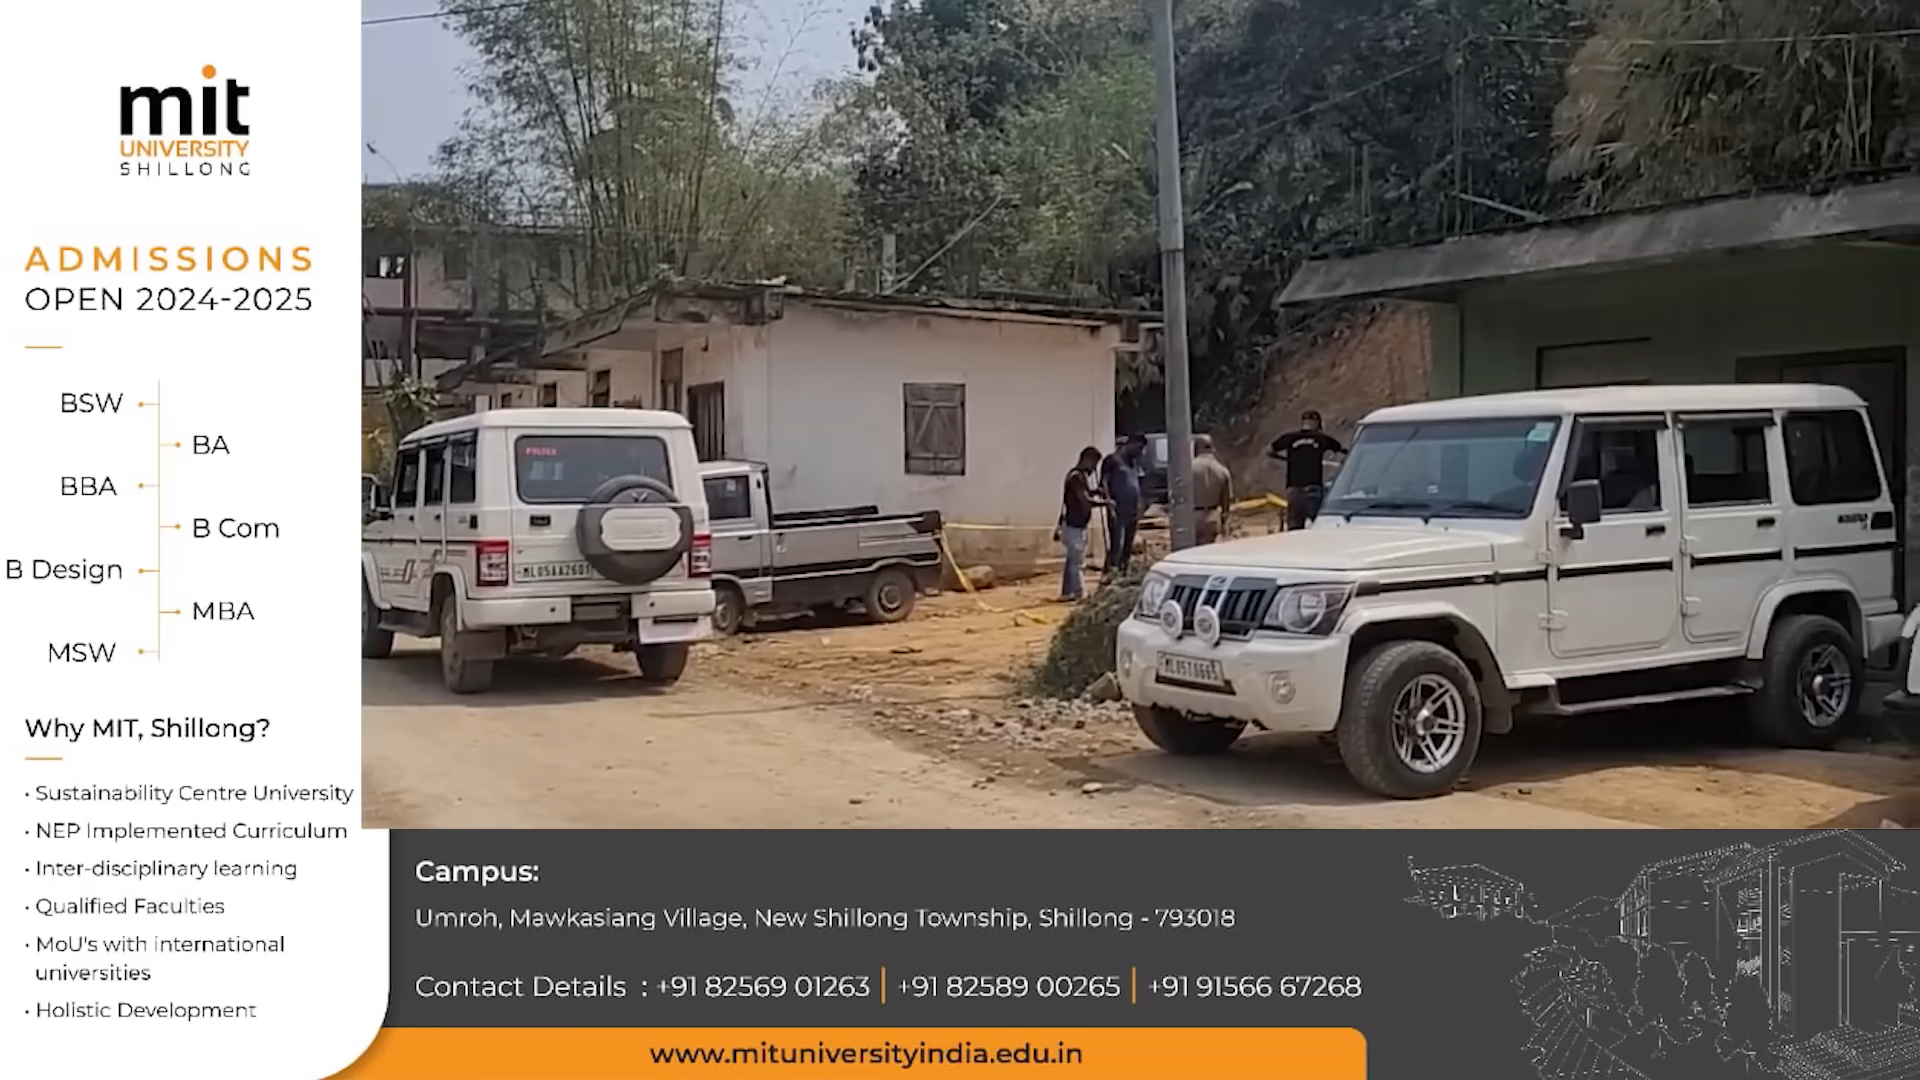 mit
UNIVERSITY
SHILLONG
ADMISSIONS
OPEN 2024-2025
BSW
BA
BBA
B Com
B Design
MBA
MSW
Why MIT, Shillong?
• Sustainability Centre University
• NEP Implemented Curriculum
• Inter-disciplinary learning
• Qualified Faculties
• MoU's with international
universities
• Holistic Development
POLICE
ML05AA2601
ML05T0665
Campus:
Umroh, Mawkasiang Village, New Shillong Township, Shillong - 793018
Contact Details : +91 82569 01263 | +91 82589 00265 | +91 91566 67268
www.mituniversityindia.edu.in